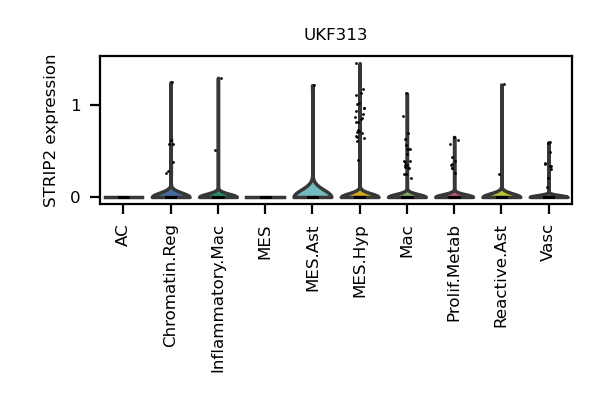 UKF313
STRIP2 expression
1
0
AC
Chromatin.Reg
Inflammatory.Mac
MES
MES.Ast
MES.Hyp
Mac
Prolif.Metab
Reactive.Ast
Vasc